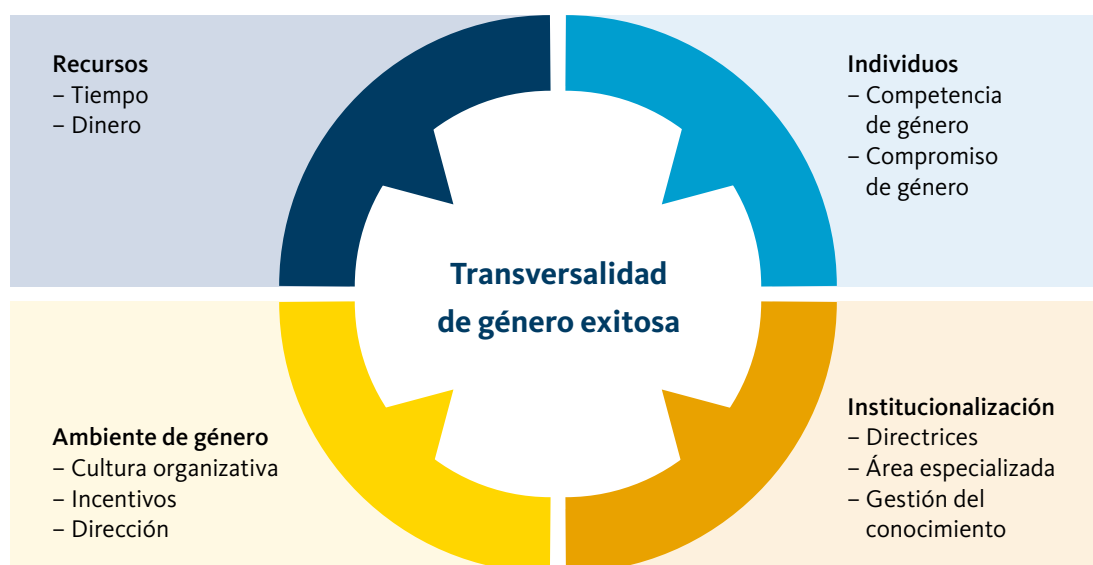 Recursos
– Tiempo
– Dinero
Individuos
– Competencia
de género
– Compromiso
de género
Transversalidad
de género exitosa
Ambiente de género
– Cultura organizativa
– Incentivos
– Dirección
Institucionalización
– Directrices
– Área especializada
– Gestión del
conocimiento